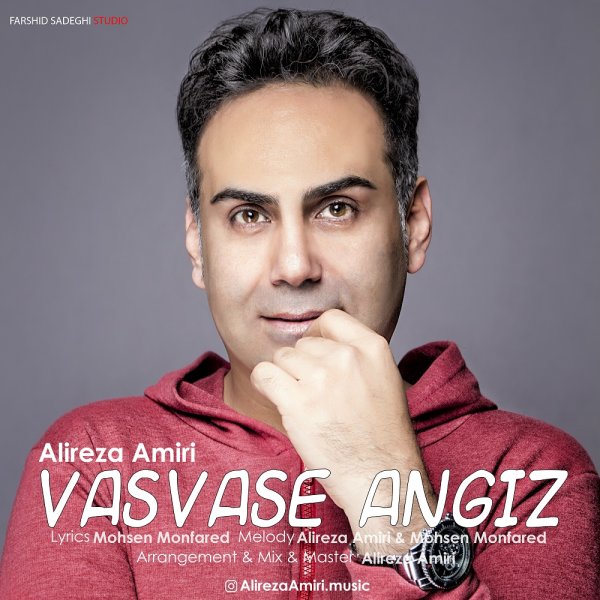 FARSHID SADEGHI STUDIO
Alireza Amiri
VASVASE ANGIZ
Lyrics Mohsen Monfared Melody Alireza Amiri & Mohsen Monfared
Arrangement & Mix & Master Alireze Amiri
AlirezaAmiri.music